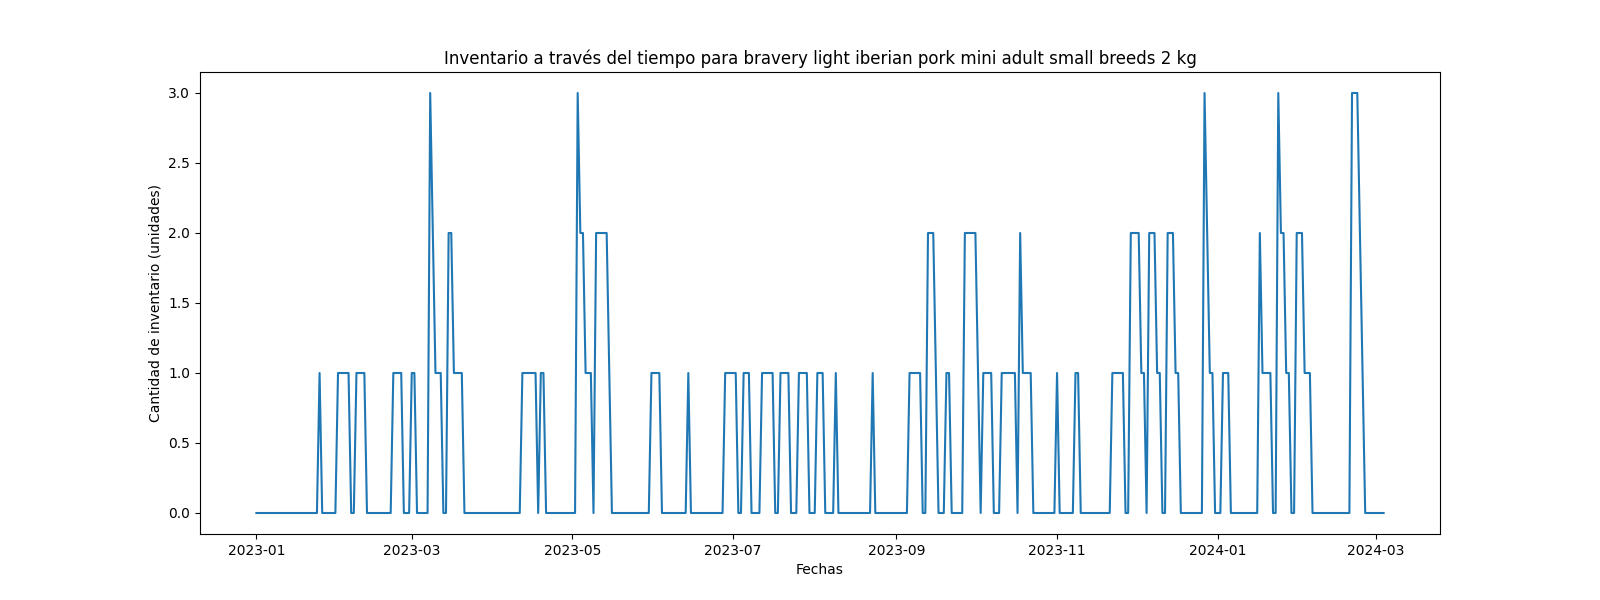 Inventario a través del tiempo para bravery light iberian pork mini adult small breeds 2 kg
Cantidad de inventario (unidades)
3.0
2.5
2.0
1.5
1.0
0.5
0.0
2023-01 2023-03 2023-05 2023-07 2023-09 2023-11 2024-01 2024-03
Fechas